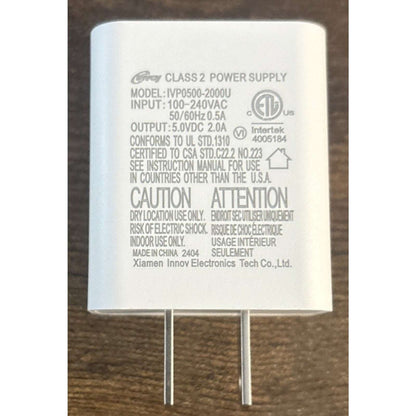 CLASS 2 POWER SUPPLY
MODEL: IVP0500-2000U
INPUT: 100-240VAC
50/60Hz 0.5A
OUTPUT: 5.0VDC 2.0A
CONFORMS TO UL STD.1310
CERTIFIED TO CSA STD.C22.2 NO.223
SEE INSTRUCTION MANUAL FOR USE
IN COUNTRIES OTHER THAN THE U.S.A.
ETL
C US
VI
Intertek
4005184
CAUTION
DRY LOCATION USE ONLY.
RISK OF ELECTRIC SHOCK.
INDOOR USE ONLY.
MADE IN CHINA 2404
ATTENTION
ENDROIT SEC UTILISER UNIQUEMENT
RISQUE DE CHOC ÉLECTRIQUE
USAGE INTÉRIEUR
SEULEMENT
Xiamen Innov Electronics Tech Co.,Ltd.